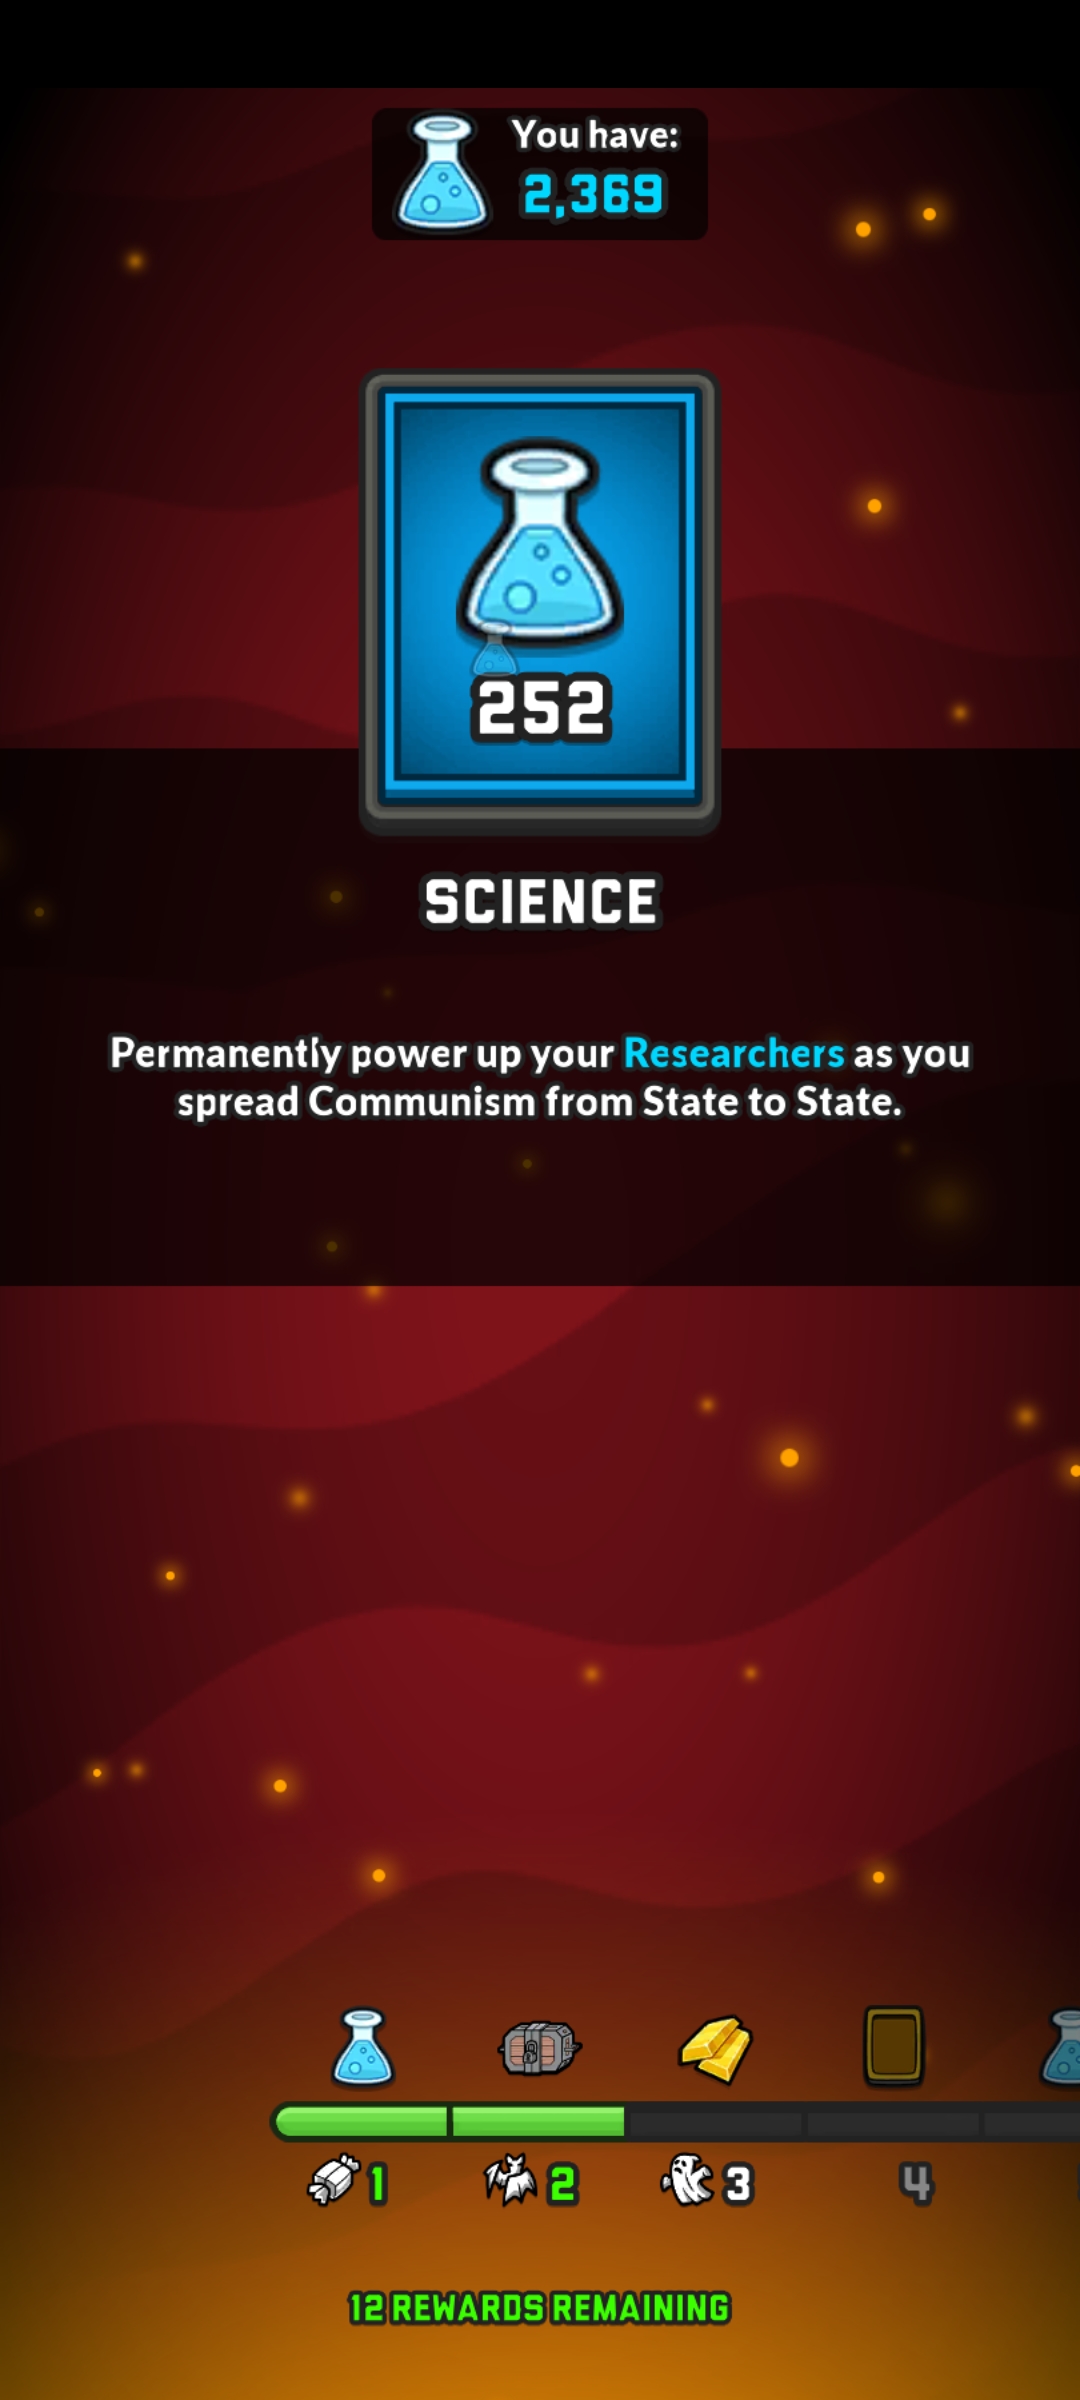 You have:
2,369
252
SCIENCE
Permanently power up your Researchers as you
spread Communism from State to State.
1 2 3 4
12 REWARDS REMAINING